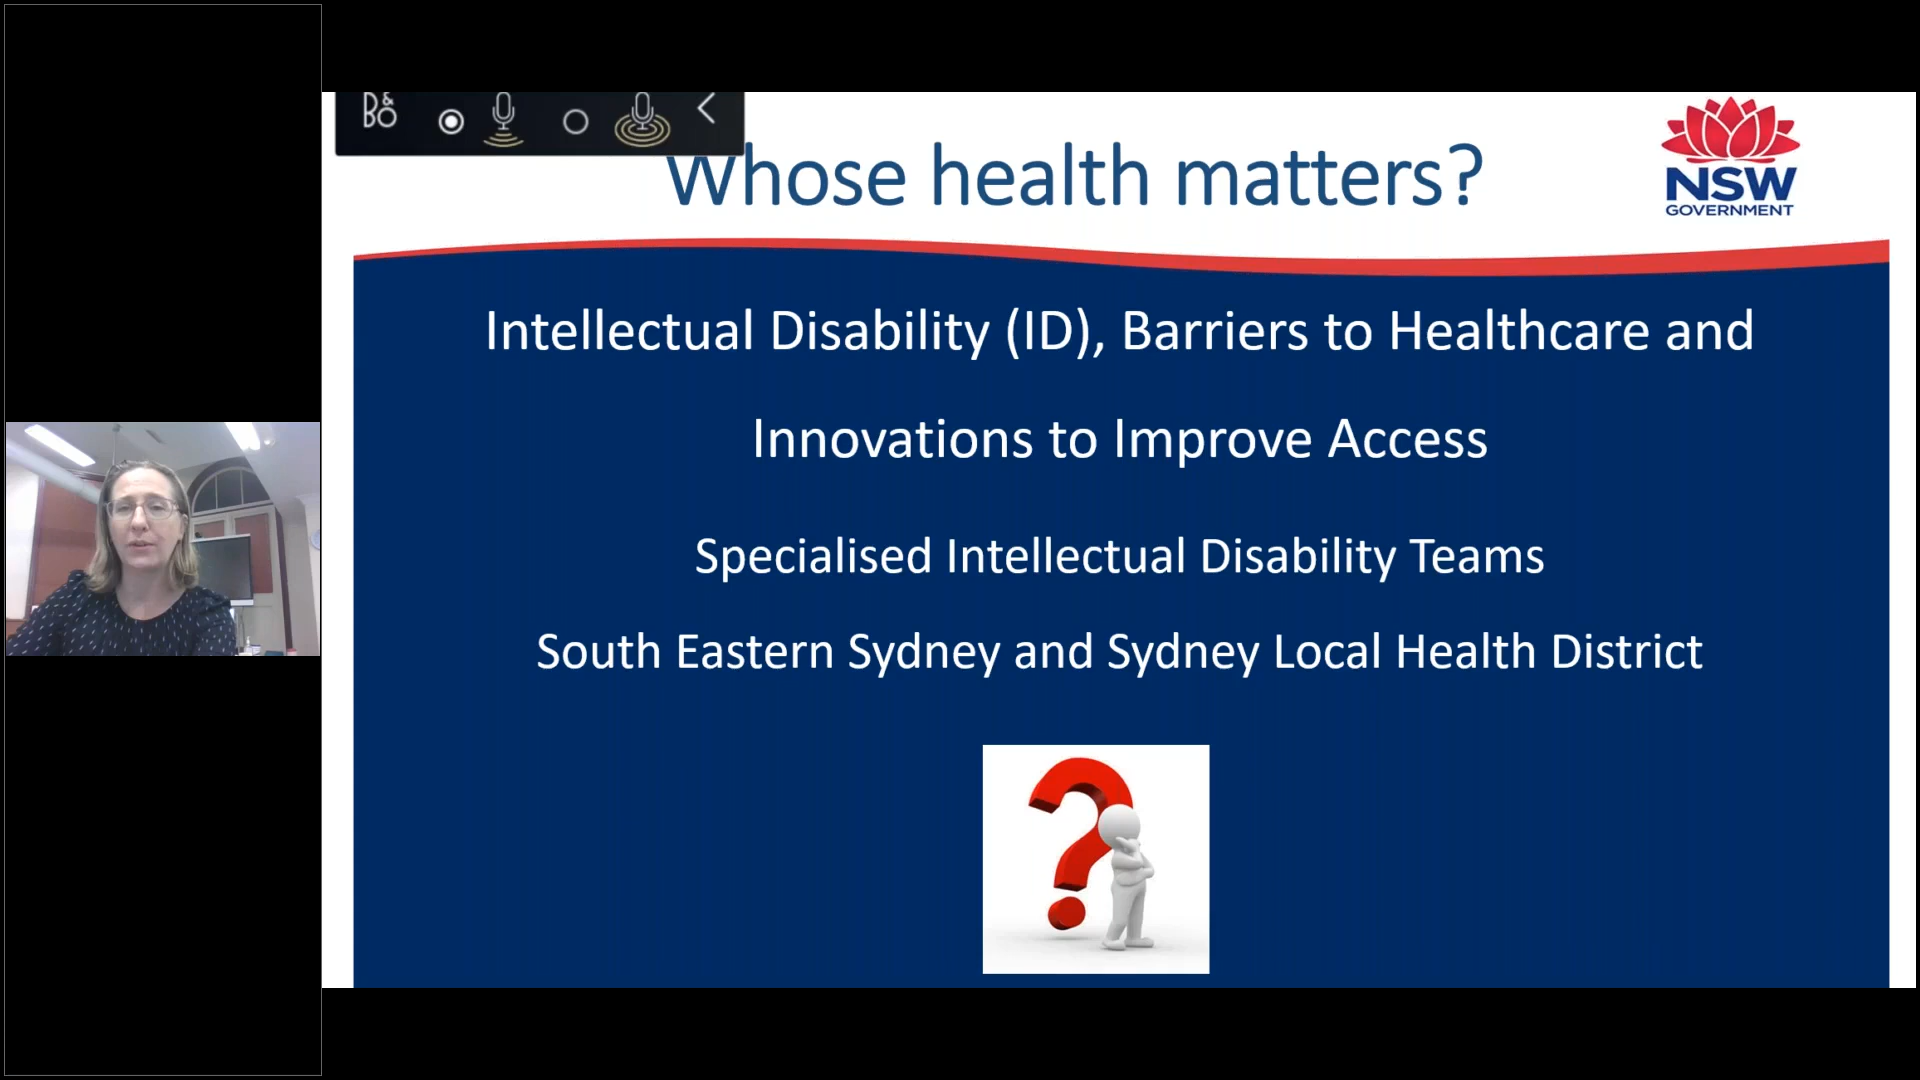 B&O
Whose health matters?
NSW
GOVERNMENT
Intellectual Disability (ID), Barriers to Healthcare and
Innovations to Improve Access
Specialised Intellectual Disability Teams
South Eastern Sydney and Sydney Local Health District